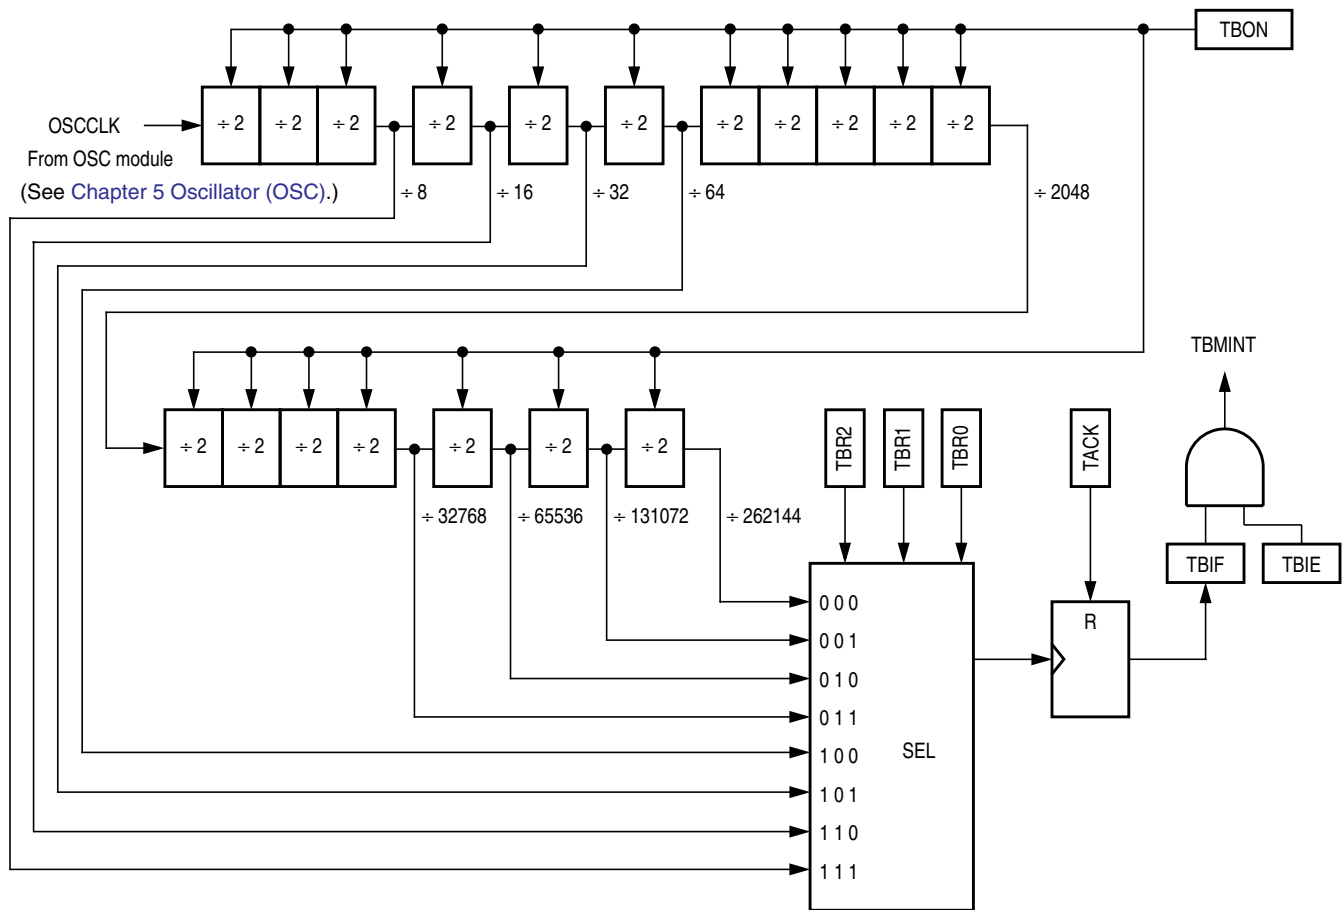 TBON
OSCCLK
÷ 2 ÷ 2 ÷ 2 ÷ 2 ÷ 2 ÷ 2 ÷ 2 ÷ 2 ÷ 2 ÷ 2 ÷ 2
From OSC module
(See Chapter 5 Oscillator (OSC).)
÷ 8 ÷ 16 ÷ 32 ÷ 64 ÷ 2048
TBMINT
÷ 2 ÷ 2 ÷ 2 ÷ 2 ÷ 2 ÷ 2 ÷ 2
TBR2 TBR1 TBR0 TACK
÷ 32768 ÷ 65536 ÷ 131072 ÷ 262144
TBIF TBIE
0 0 0
R
0 0 1
0 1 0
0 1 1
1 0 0
SEL
1 0 1
1 1 0
1 1 1